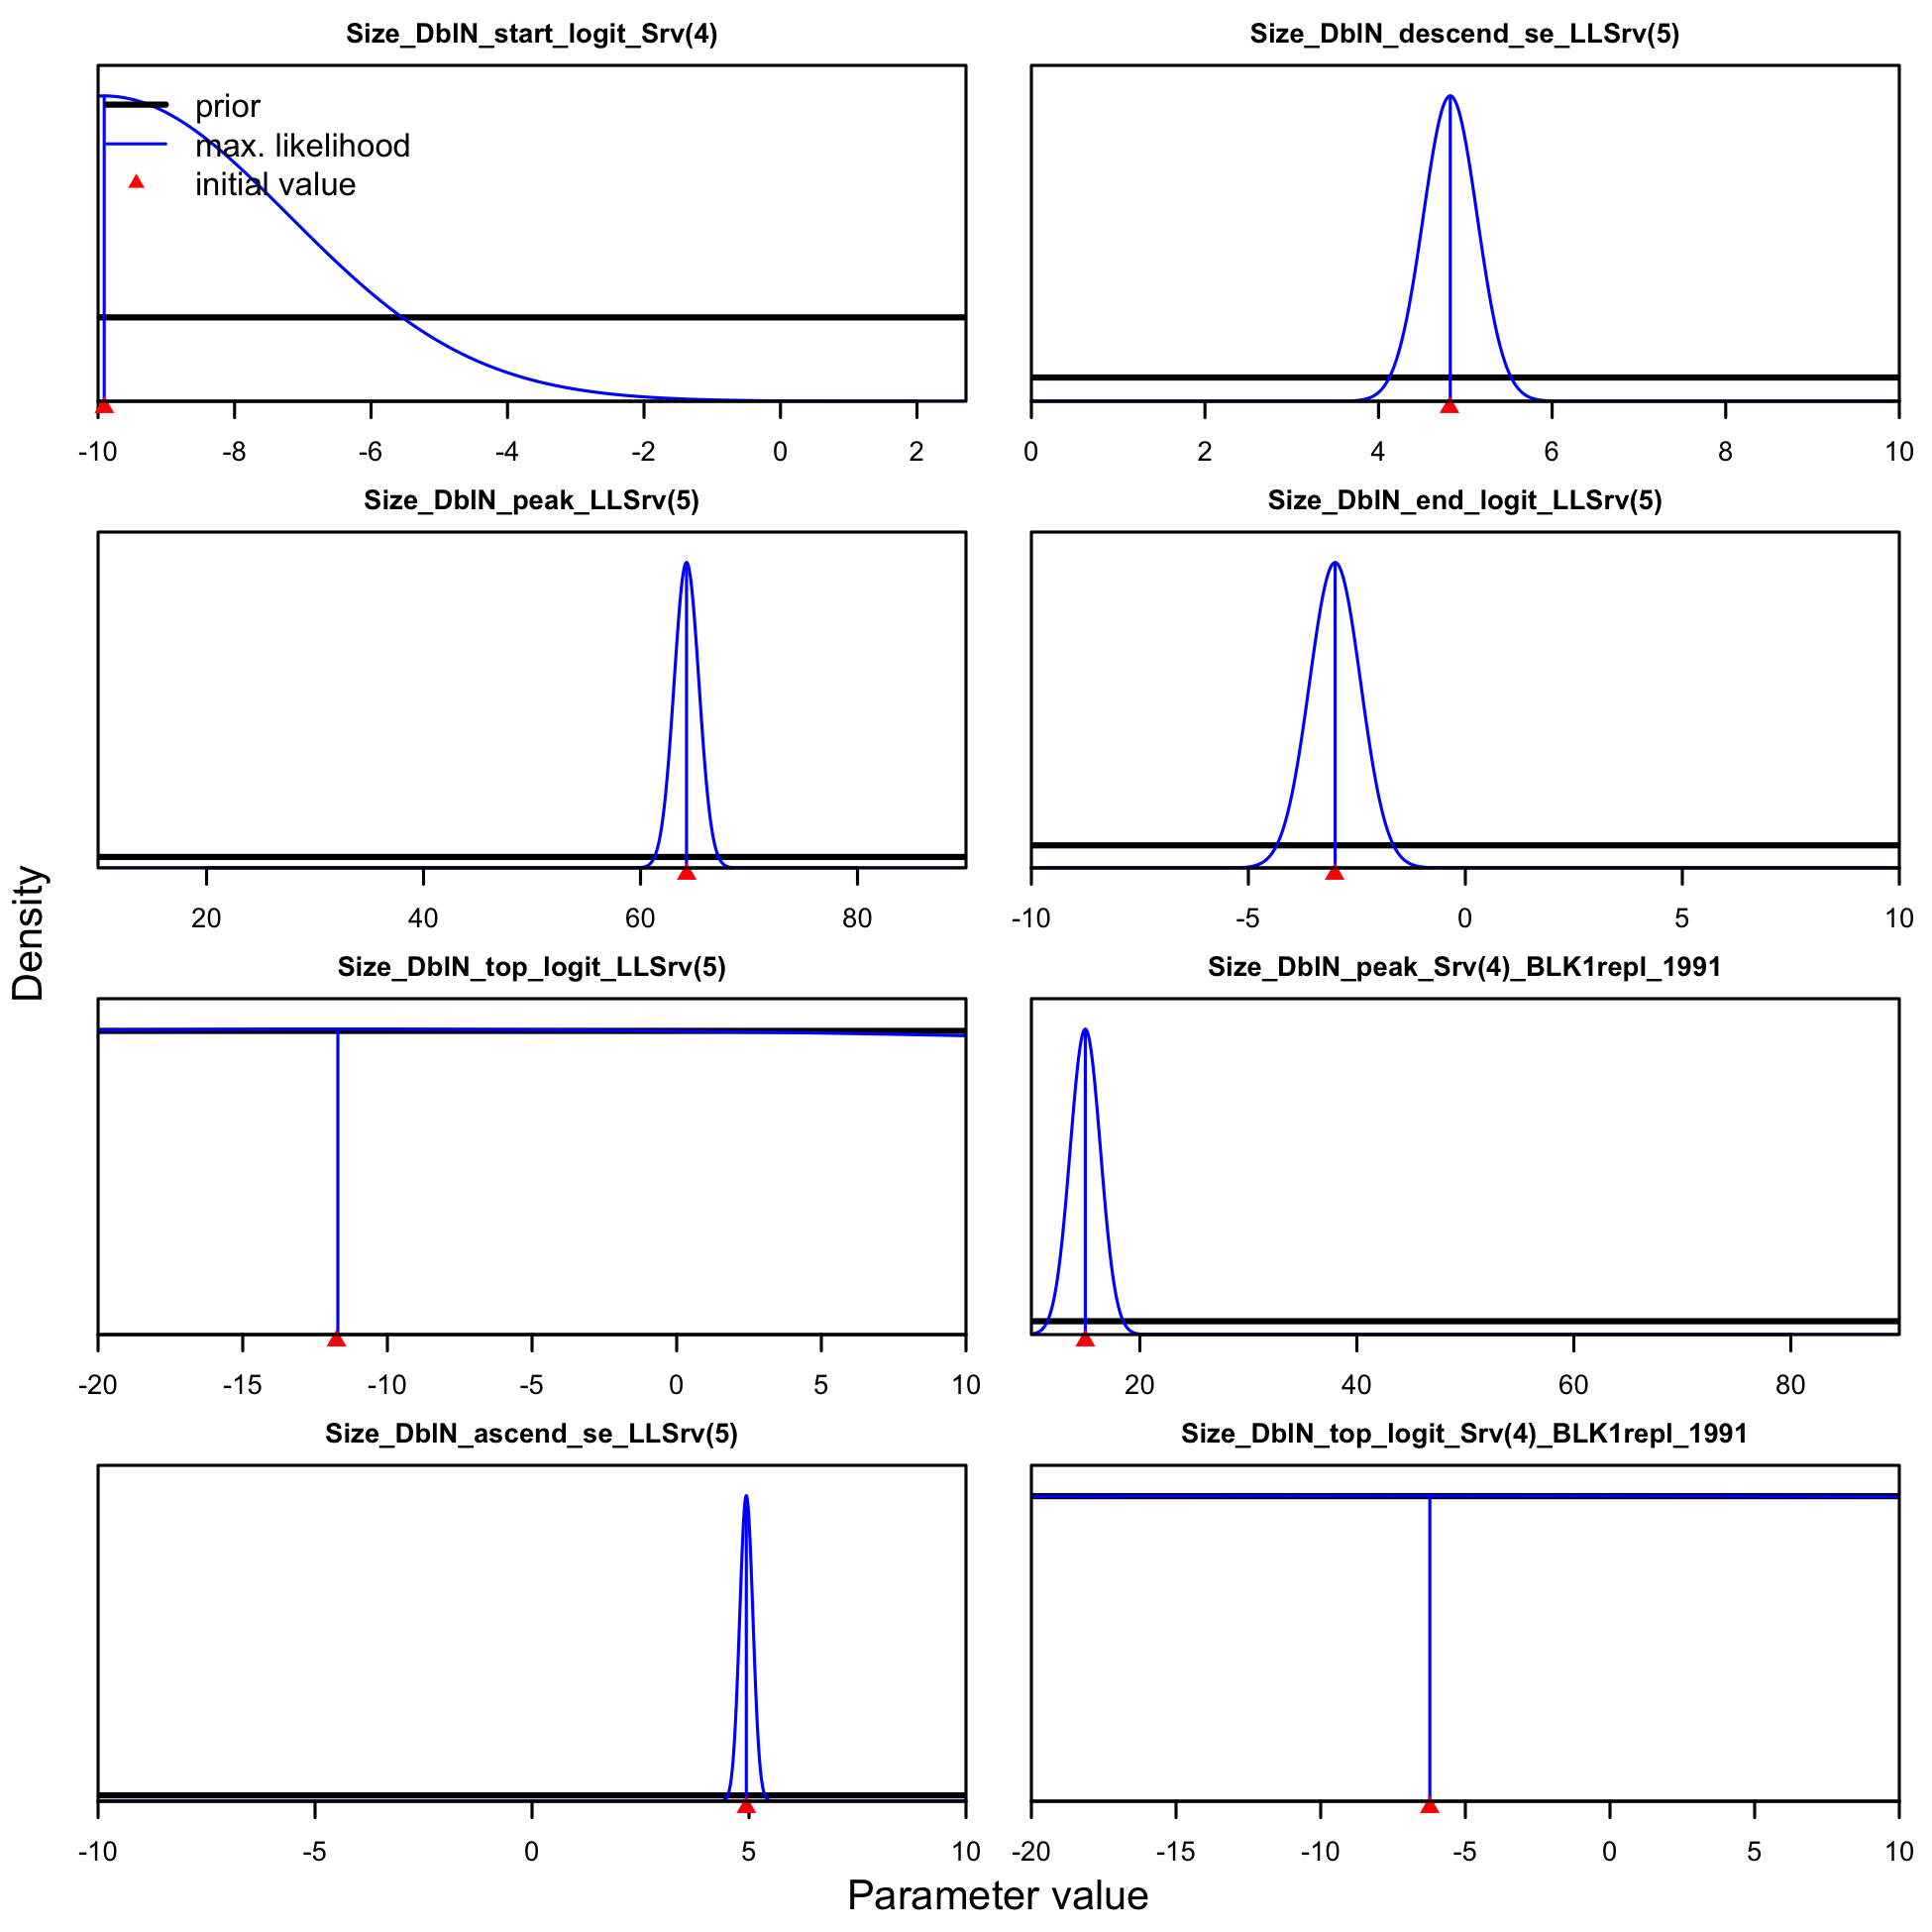 Size_DblN_start_logit_Srv(4)
prior
max. likelihood
initial value
-10 -8 -6 -4 -2 0 2
Size_DblN_descend_se_LLSrv(5)
0 2 4 6 8 10
Size_DblN_peak_LLSrv(5)
20 40 60 80
Size_DblN_end_logit_LLSrv(5)
-10 -5 0 5 10
Size_DblN_top_logit_LLSrv(5)
-20 -15 -10 -5 0 5 10
Size_DblN_peak_Srv(4)_BLK1repl_1991
20 40 60 80
Size_DblN_ascend_se_LLSrv(5)
-10 -5 0 5 10
Size_DblN_top_logit_Srv(4)_BLK1repl_1991
-20 -15 -10 -5 0 5 10
Density
Parameter value